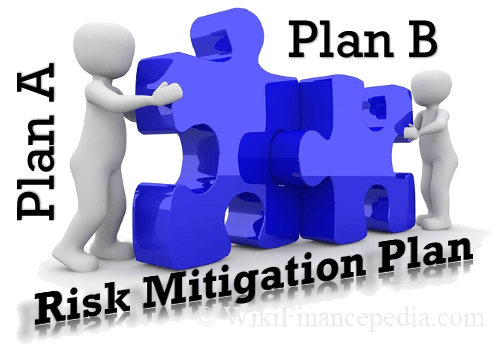 Plan A
Plan B
Risk Mitigation Plan
© WikiFinancepedia.com